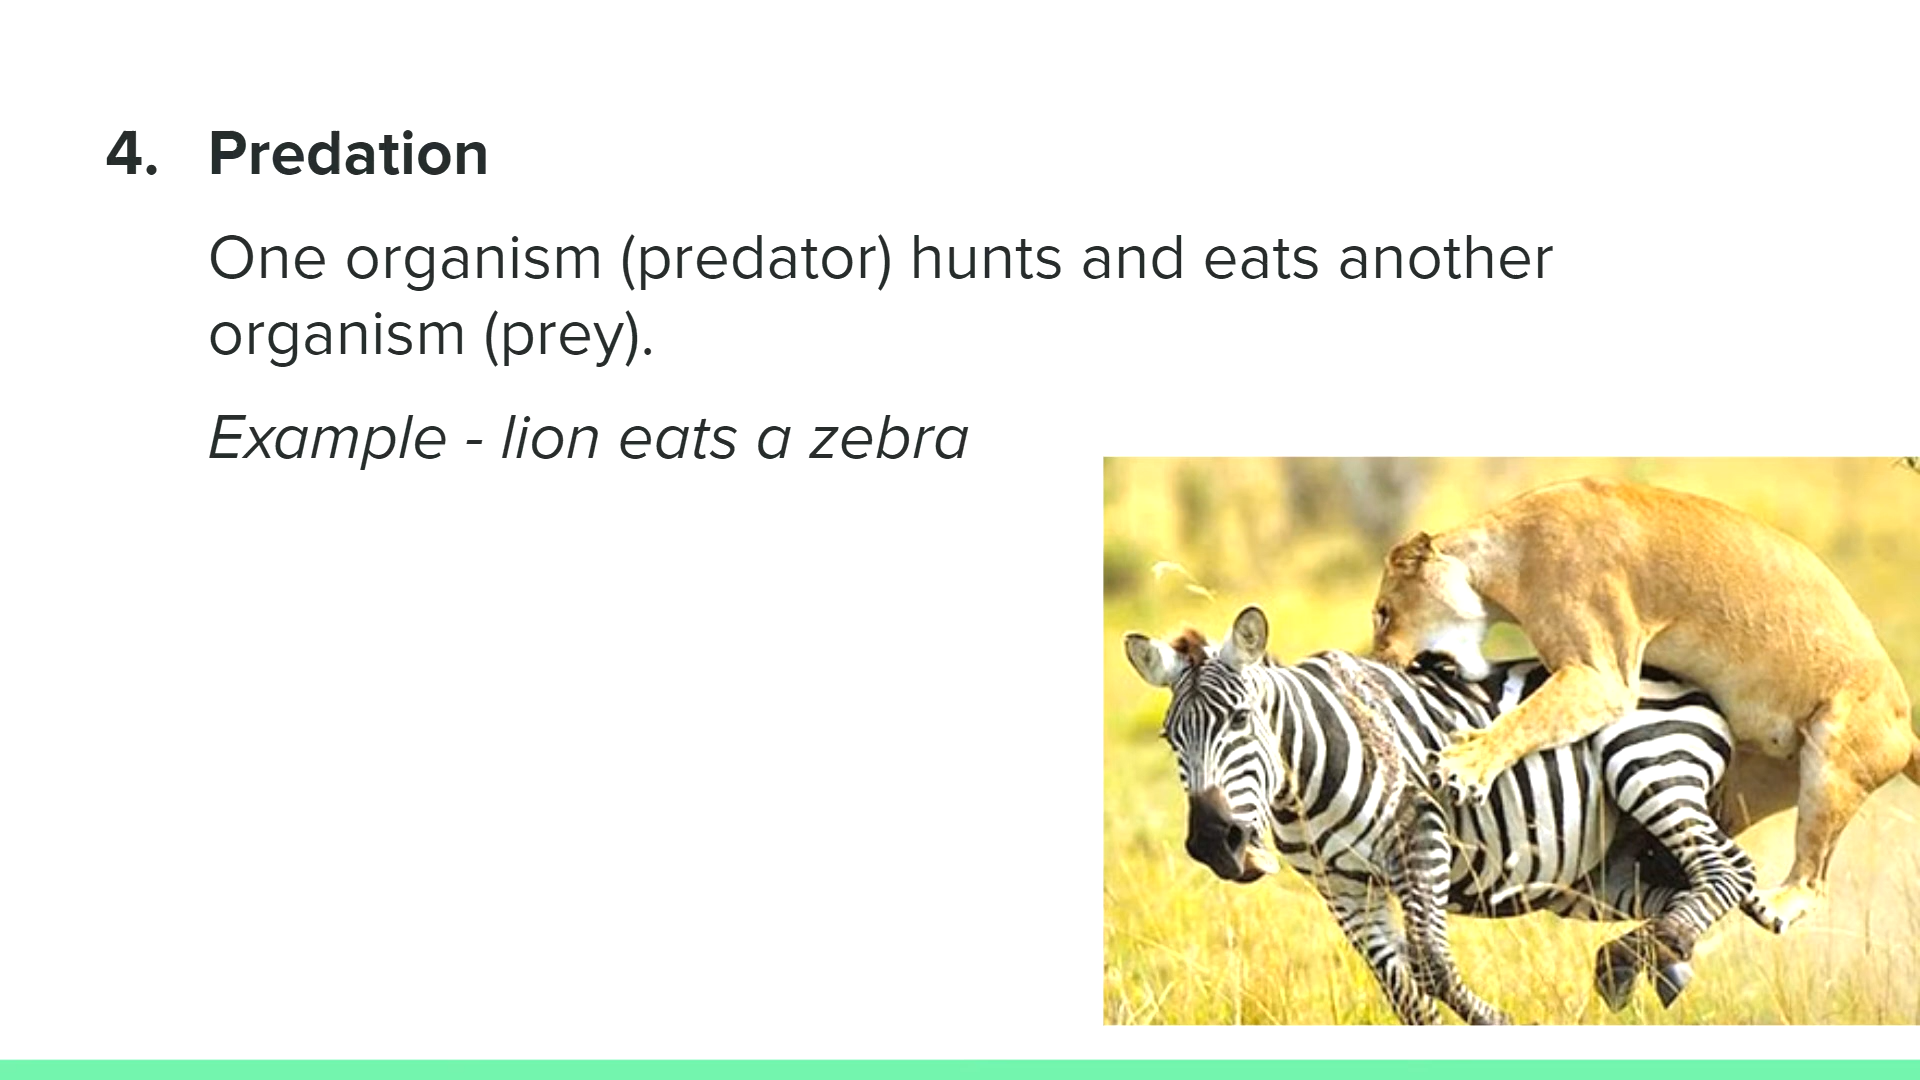 4. Predation
One organism (predator) hunts and eats another
organism (prey).
Example - lion eats a zebra